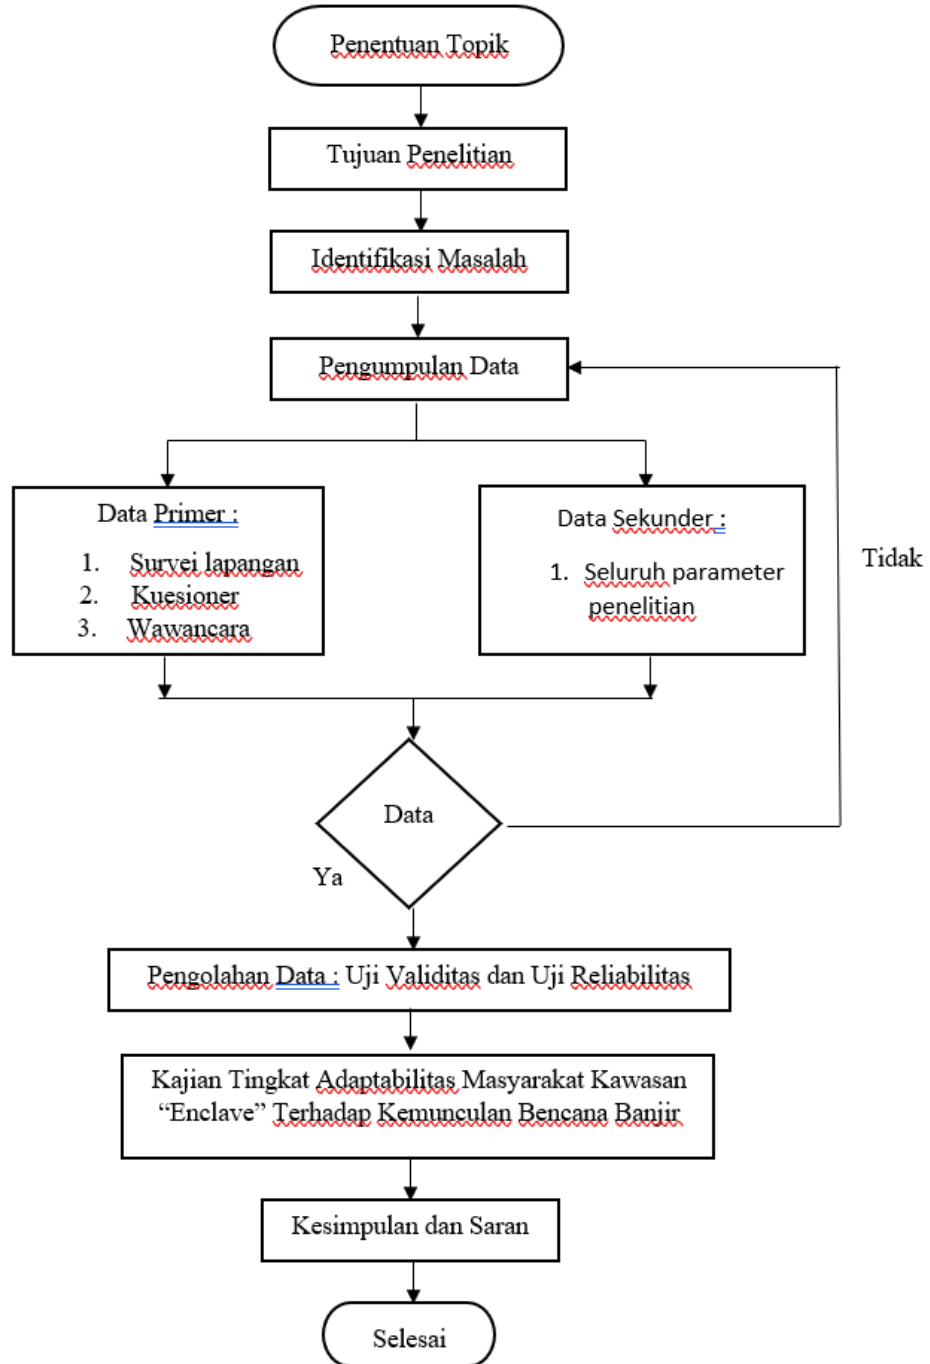 Penentuan Topik
Tujuan Penelitian
Identifikasi Masalah
Pengumpulan Data
Data Primer :
1. Survei lapangan
2. Kuesioner
3. Wawancara
Data Sekunder :
1. Seluruh parameter
penelitian
Tidak
Data
Ya
Pengolahan Data : Uji Validitas dan Uji Reliabilitas
Kajian Tingkat Adaptabilitas Masyarakat Kawasan
“Enclave” Terhadap Kemunculan Bencana Banjir
Kesimpulan dan Saran
Selesai